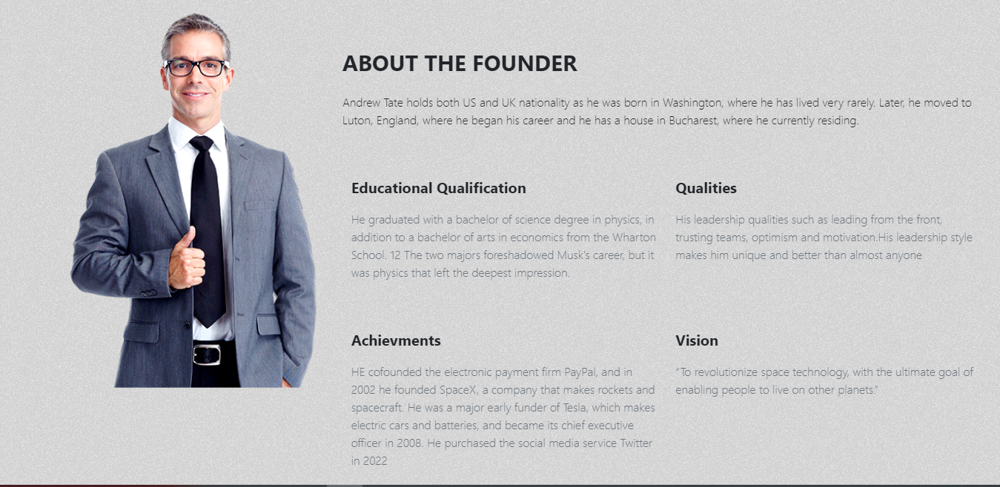 ABOUT THE FOUNDER
Andrew Tate holds both US and UK nationality as he was born in Washington, where he has lived very rarely. Later, he moved to
Luton, England, where he began his career and he has a house in Bucharest, where he currently residing.
Educational Qualification
He graduated with a bachelor of science degree in physics, in
addition to a bachelor of arts in economics from the Wharton
School. 12 The two majors foreshadowed Musk's career, but it
was physics that left the deepest impression.
Qualities
His leadership qualities such as leading from the front,
trusting teams, optimism and motivation.His leadership style
makes him unique and better than almost anyone
Achievments
HE cofounded the electronic payment firm PayPal, and in
2002 he founded SpaceX, a company that makes rockets and
spacecraft. He was a major early funder of Tesla, which makes
electric cars and batteries, and became its chief executive
officer in 2008. He purchased the social media service Twitter
in 2022
Vision
“To revolutionize space technology, with the ultimate goal of
enabling people to live on other planets.”